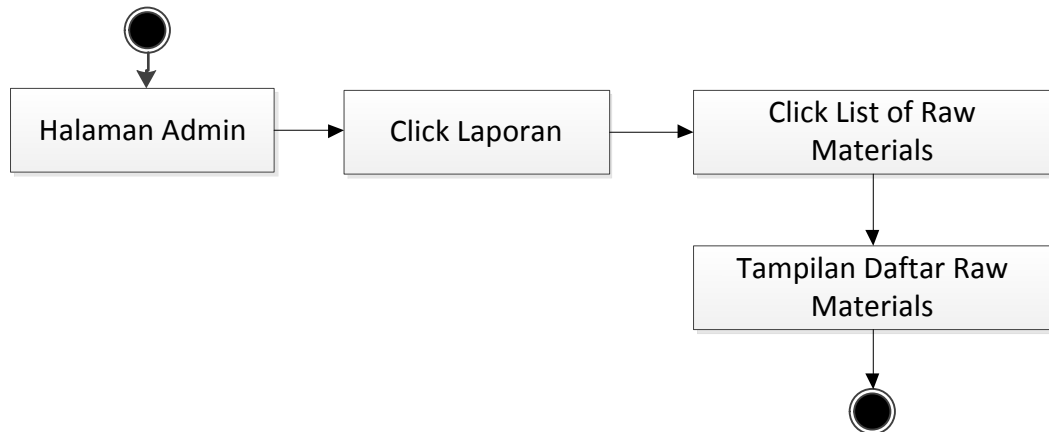 Halaman Admin
Click Laporan
Click List of Raw
Materials
Tampilan Daftar Raw
Materials